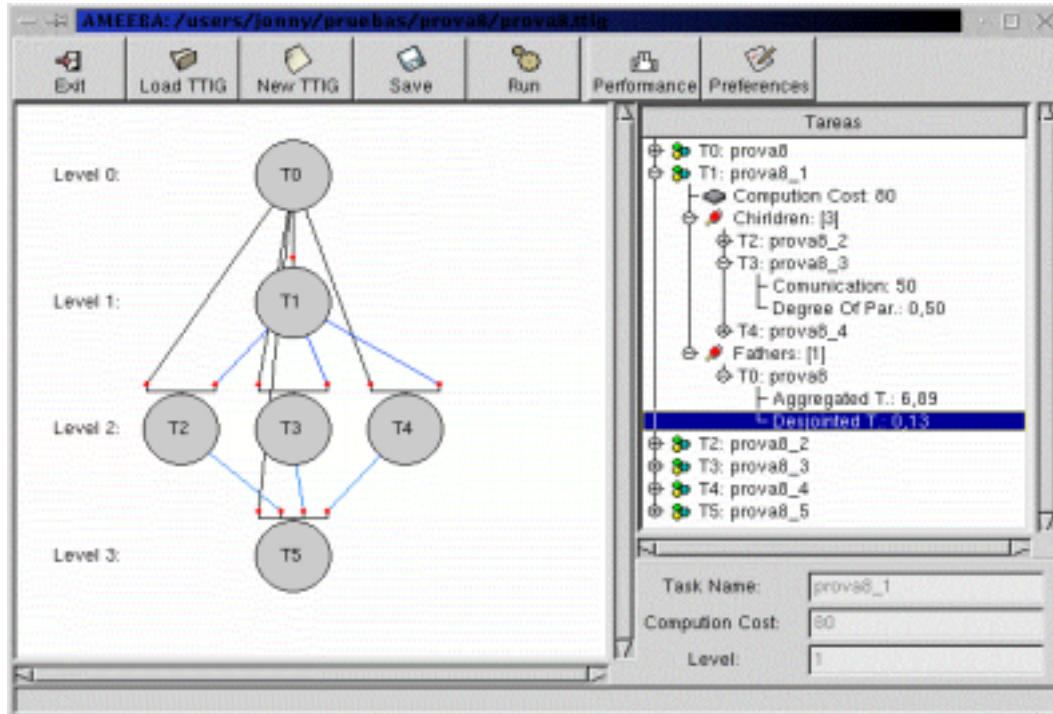 AMEEBA: /users/jonny/pruebas/prova8/prova8.ttig
Exit
Load TTIG
New TTIG
Save
Run
Performance
Preferences
Level 0:
T0
Level 1:
T1
Level 2:
T2
T3
T4
Level 3:
T5
Tareas
T0: prova8
T1: prova8_1
Compution Cost: 80
Chirldren: [3]
T2: prova8_2
T3: prova8_3
Comunication: 50
Degree Of Par.: 0,50
T4: prova8_4
Fathers: [1]
T0: prova8
Aggregated T.: 6,89
Desjointed T.: 0,13
T2: prova8_2
T3: prova8_3
T4: prova8_4
T5: prova8_5
Task Name:
prova8_1
Compution Cost:
80
Level:
1